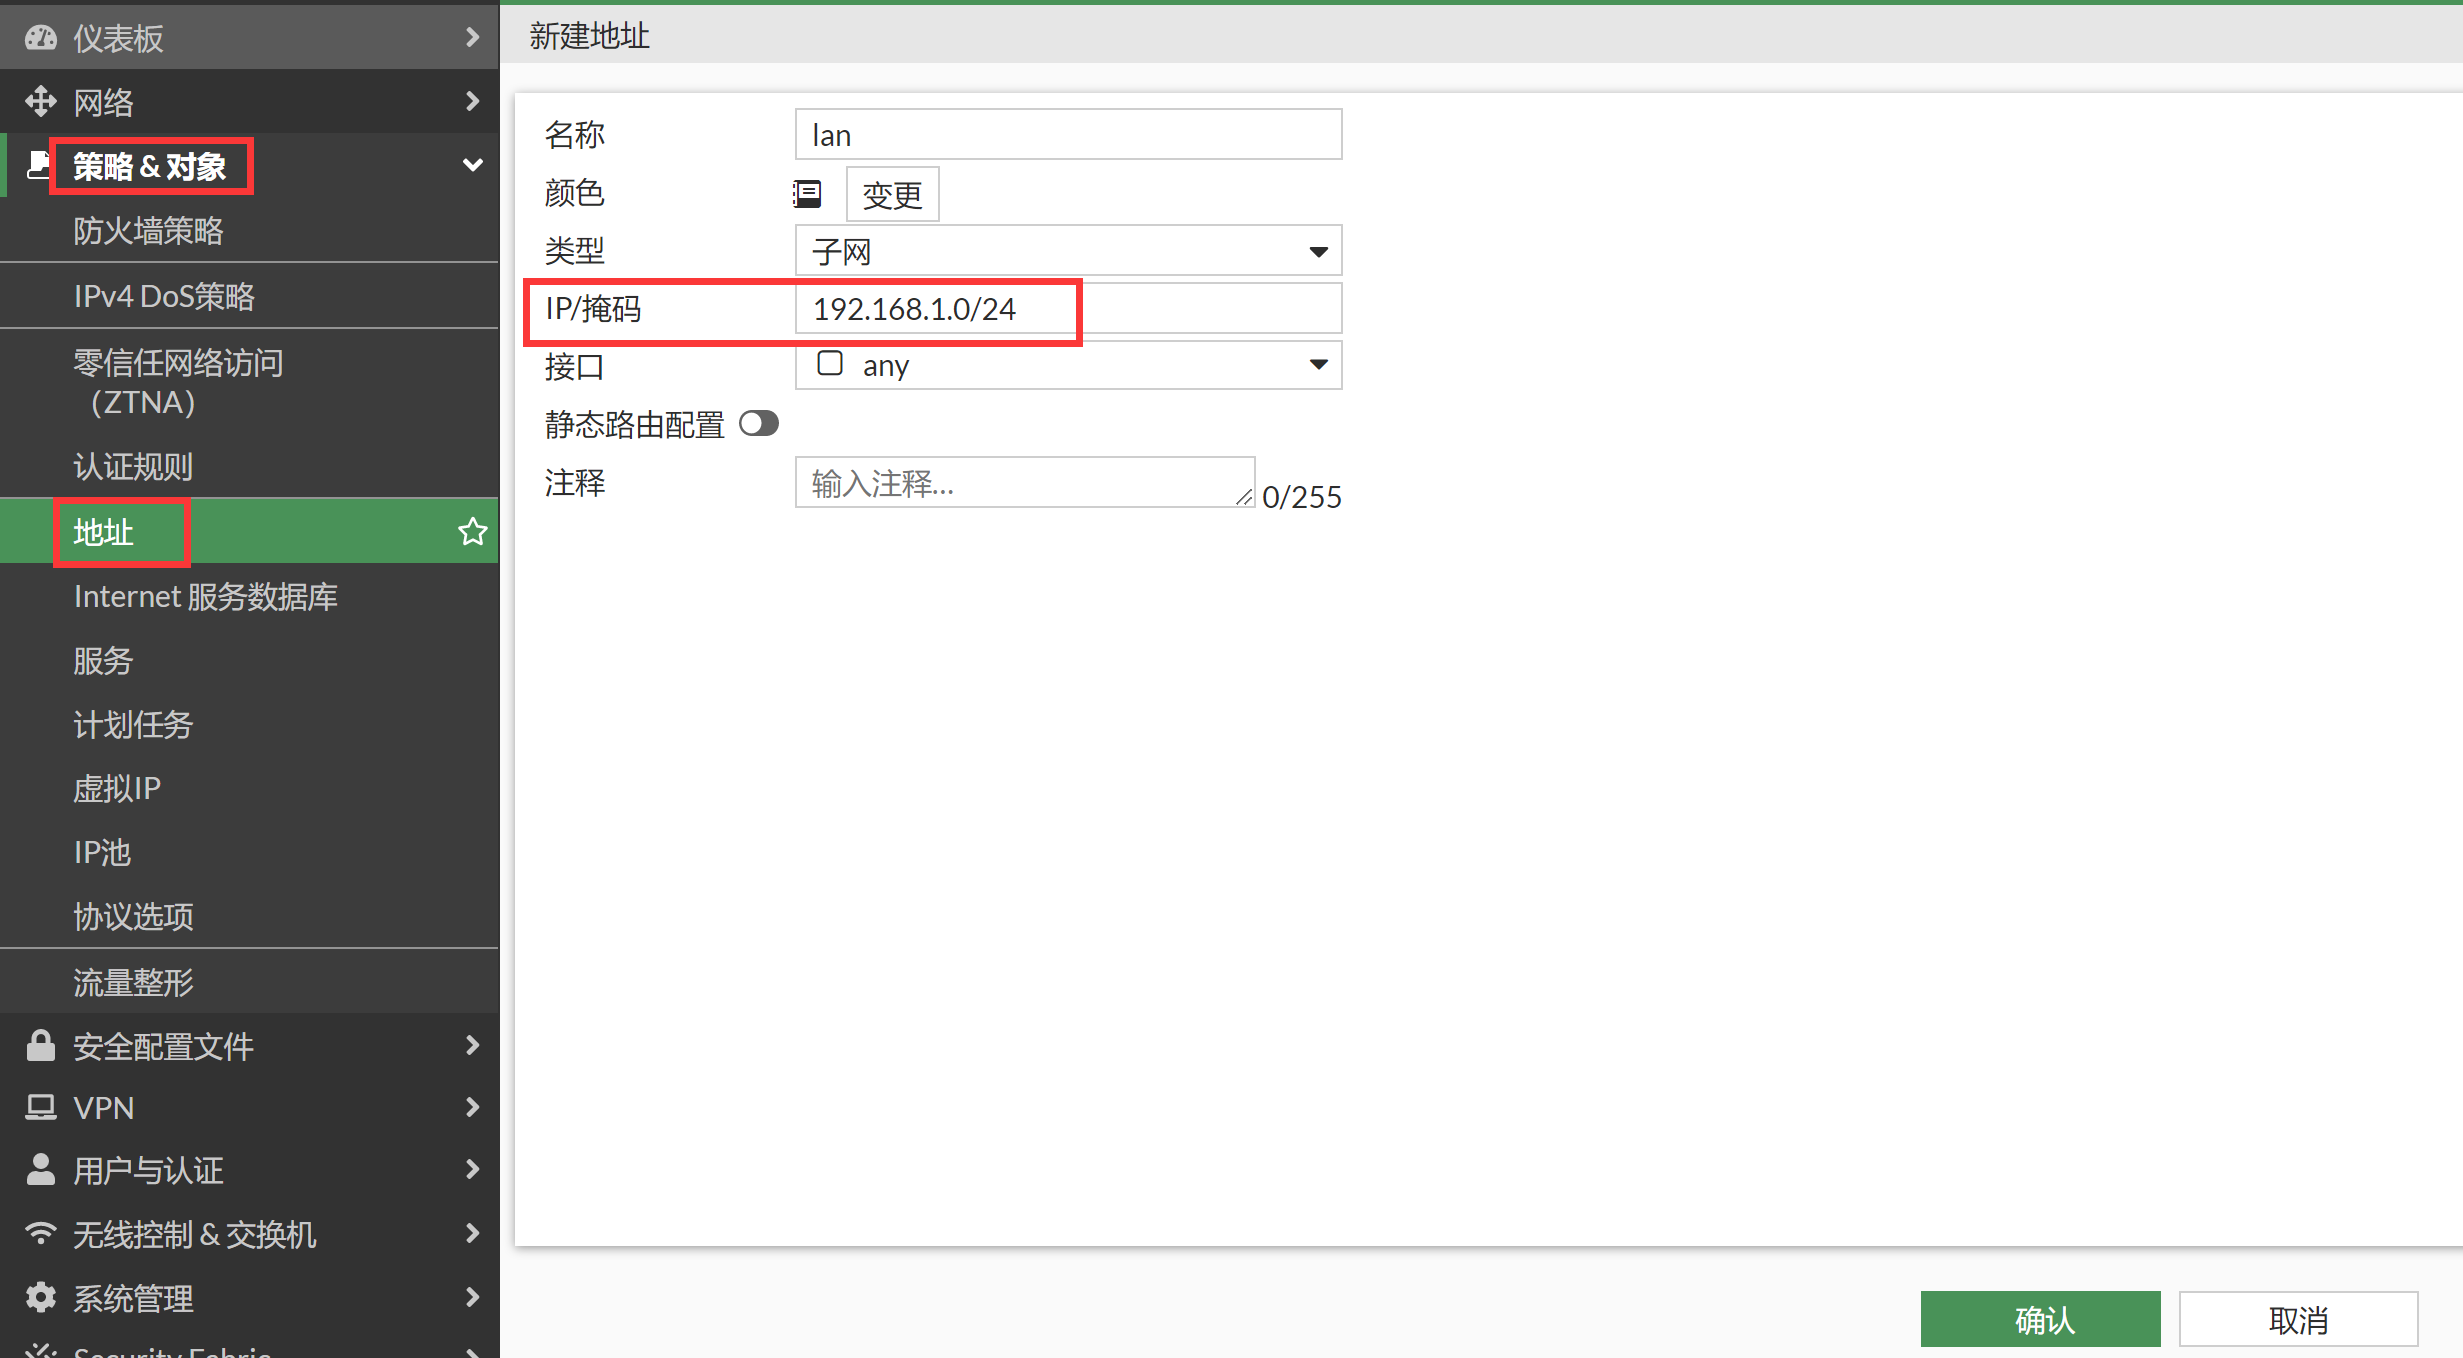 仪表板
网络
策略 & 对象
防火墙策略
IPv4 DoS策略
零信任网络访问
（ZTNA）
认证规则
地址
Internet 服务数据库
服务
计划任务
虚拟IP
IP池
协议选项
流量整形
安全配置文件
VPN
用户与认证
无线控制 & 交换机
系统管理
Security Fabric
新建地址
名称 lan
颜色 变更
类型 子网
IP/掩码 192.168.1.0/24
接口 any
静态路由配置
注释 输入注释... 0/255
确认 取消